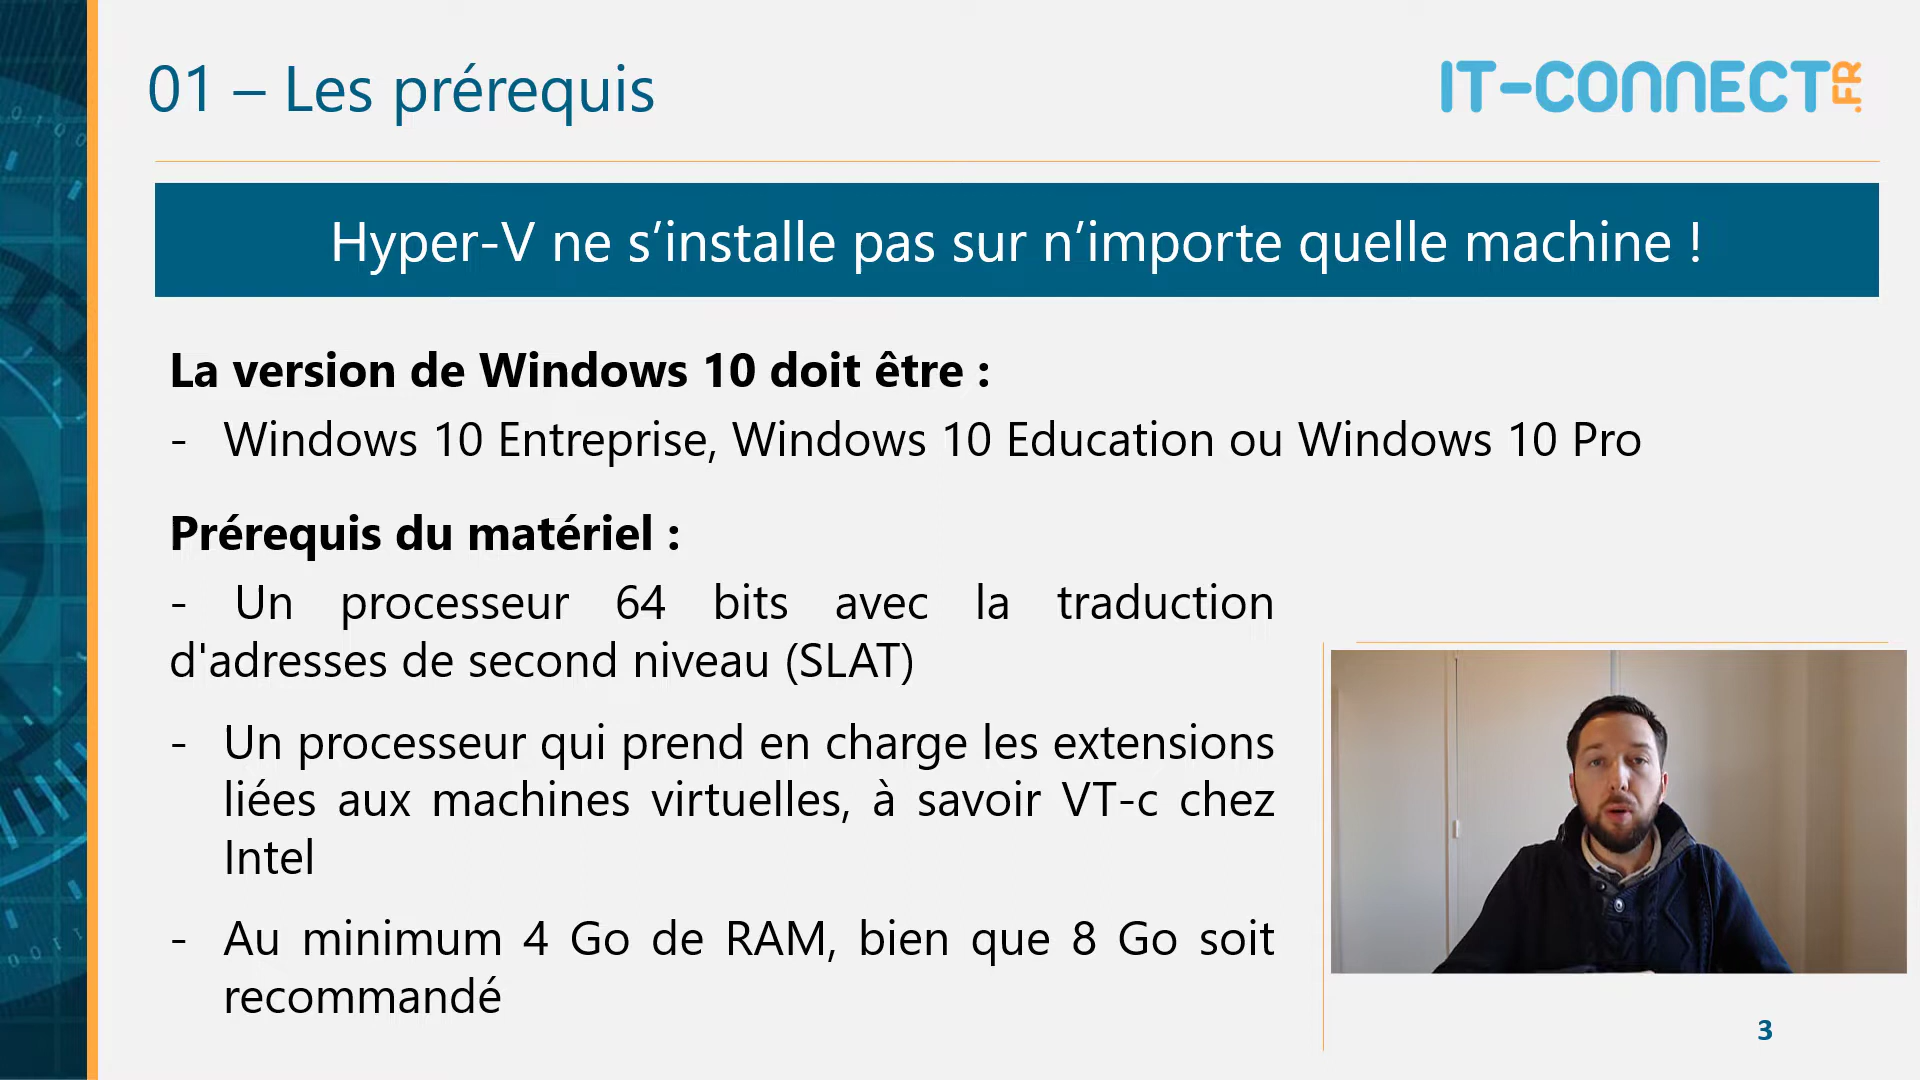 01 – Les prérequis
IT-CONNECT.FR
Hyper-V ne s’installe pas sur n’importe quelle machine !
La version de Windows 10 doit être :
- Windows 10 Entreprise, Windows 10 Education ou Windows 10 Pro
Prérequis du matériel :
- Un processeur 64 bits avec la traduction
d'adresses de second niveau (SLAT)
- Un processeur qui prend en charge les extensions
liées aux machines virtuelles, à savoir VT-c chez
Intel
- Au minimum 4 Go de RAM, bien que 8 Go soit
recommandé
3